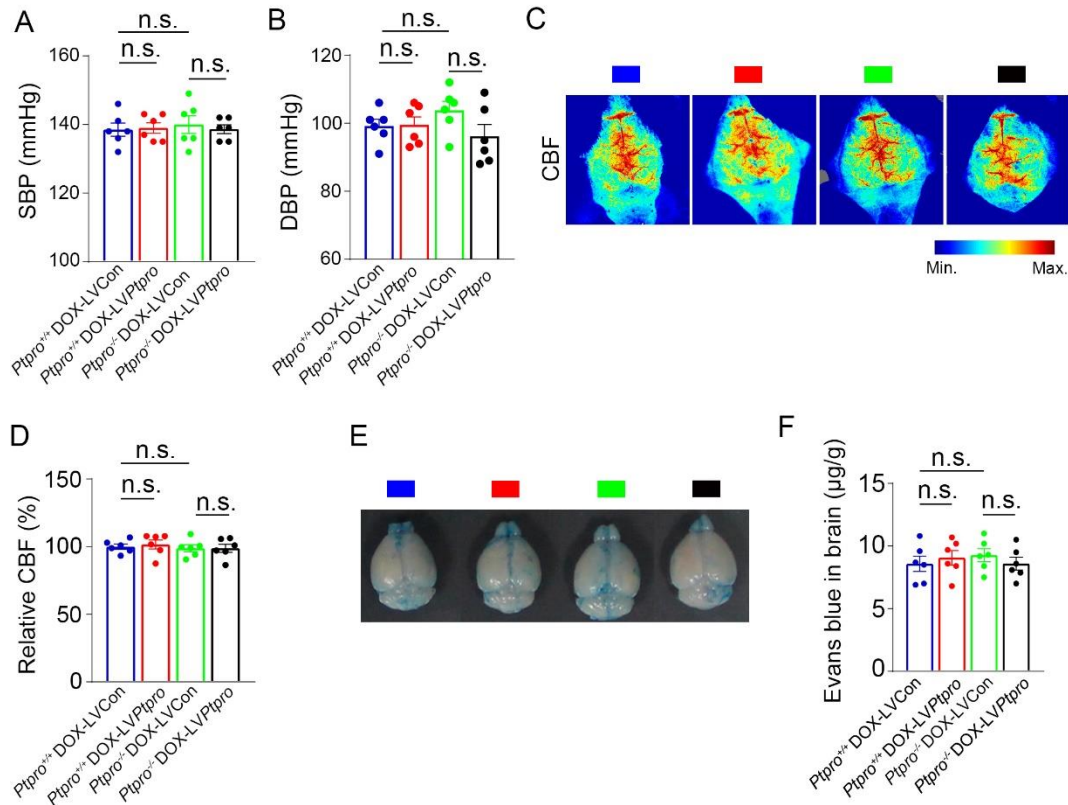 A
n.s.
n.s.
n.s.
SBP (mmHg)
160
140
120
100
Ptpro+/+ DOX-LVCon
Ptpro+/+ DOX-LVPtpro
Ptpro-/- DOX-LVCon
Ptpro-/- DOX-LVPtpro
B
n.s.
n.s.
n.s.
DBP (mmHg)
120
100
80
60
Ptpro+/+ DOX-LVCon
Ptpro+/+ DOX-LVPtpro
Ptpro-/- DOX-LVCon
Ptpro-/- DOX-LVPtpro
C
CBF
Min.
Max.
D
n.s.
n.s.
n.s.
Relative CBF (%)
150
100
50
0
Ptpro+/+ DOX-LVCon
Ptpro+/+ DOX-LVPtpro
Ptpro-/- DOX-LVCon
Ptpro-/- DOX-LVPtpro
E
F
n.s.
n.s.
n.s.
Evans blue in brain (μg/g)
15
10
5
0
Ptpro+/+ DOX-LVCon
Ptpro+/+ DOX-LVPtpro
Ptpro-/- DOX-LVCon
Ptpro-/- DOX-LVPtpro